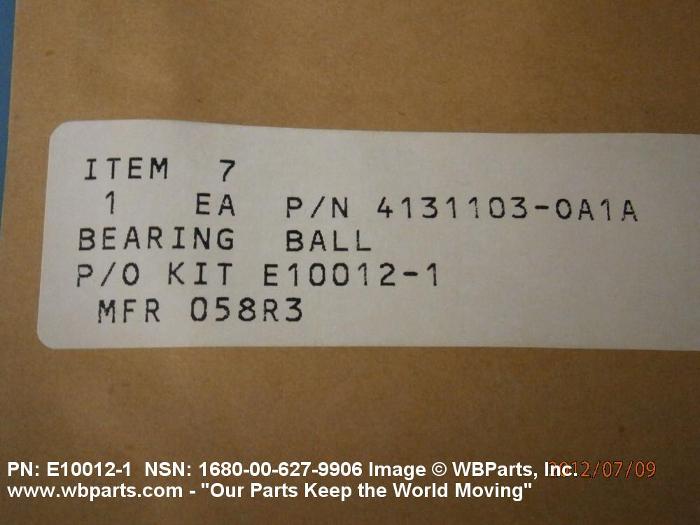 ITEM 7
1 EA P/N 4131103-0A1A
BEARING BALL
P/O KIT E10012-1
MFR 058R3
PN: E10012-1 NSN: 1680-00-627-9906 Image © WBParts, Inc.
2012/07/09
www.wbparts.com - "Our Parts Keep the World Moving"